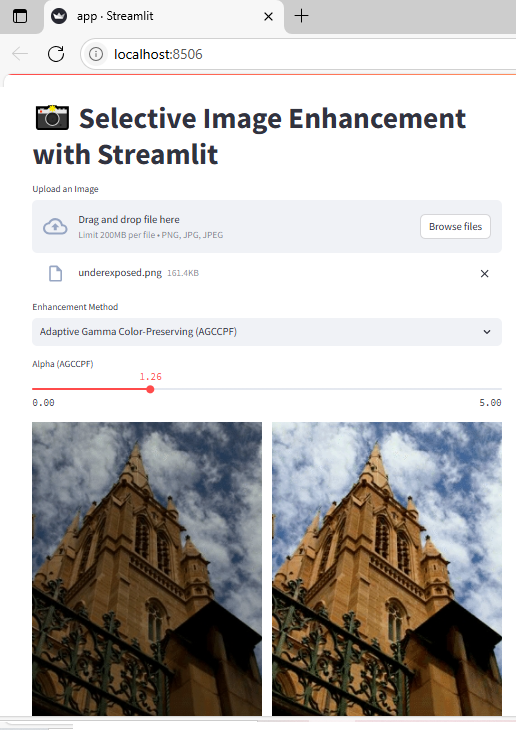 app · Streamlit
localhost:8506
Selective Image Enhancement
with Streamlit
Upload an Image
Drag and drop file here
Limit 200MB per file • PNG, JPG, JPEG
Browse files
underexposed.png 161.4KB
Enhancement Method
Adaptive Gamma Color-Preserving (AGCCPF)
Alpha (AGCCPF)
1.26
0.00 5.00